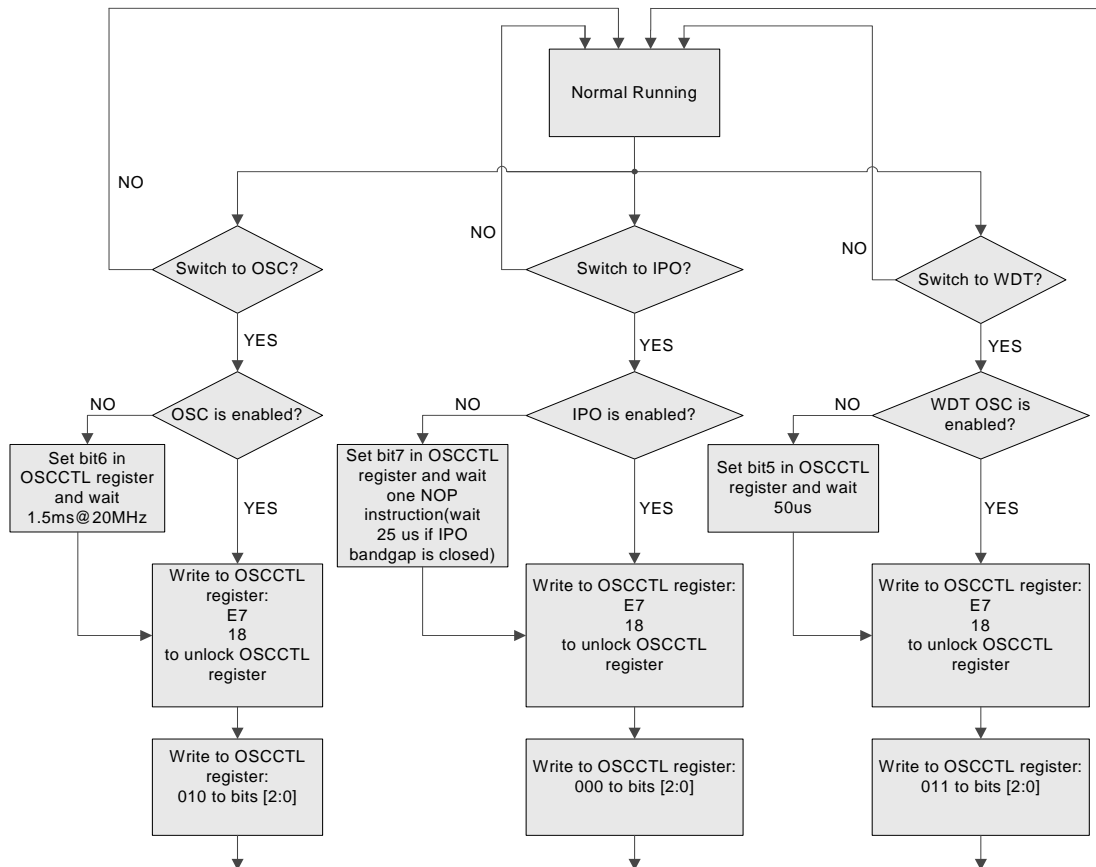 Normal Running
NO
NO
NO
Switch to OSC?
Switch to IPO?
Switch to WDT?
YES
YES
YES
NO
OSC is enabled?
NO
IPO is enabled?
NO
WDT OSC is
enabled?
Set bit6 in
OSCCTL register
and wait
1.5ms@20MHz
YES
Set bit7 in OSCCTL
register and wait
one NOP
instruction(wait
25 us if IPO
bandgap is closed)
YES
Set bit5 in OSCCTL
register and wait
50us
YES
Write to OSCCTL
register:
E7
18
to unlock OSCCTL
register
Write to OSCCTL register:
E7
18
to unlock OSCCTL
register
Write to OSCCTL register:
E7
18
to unlock OSCCTL
register
Write to OSCCTL
register:
010 to bits [2:0]
Write to OSCCTL register:
000 to bits [2:0]
Write to OSCCTL register:
011 to bits [2:0]